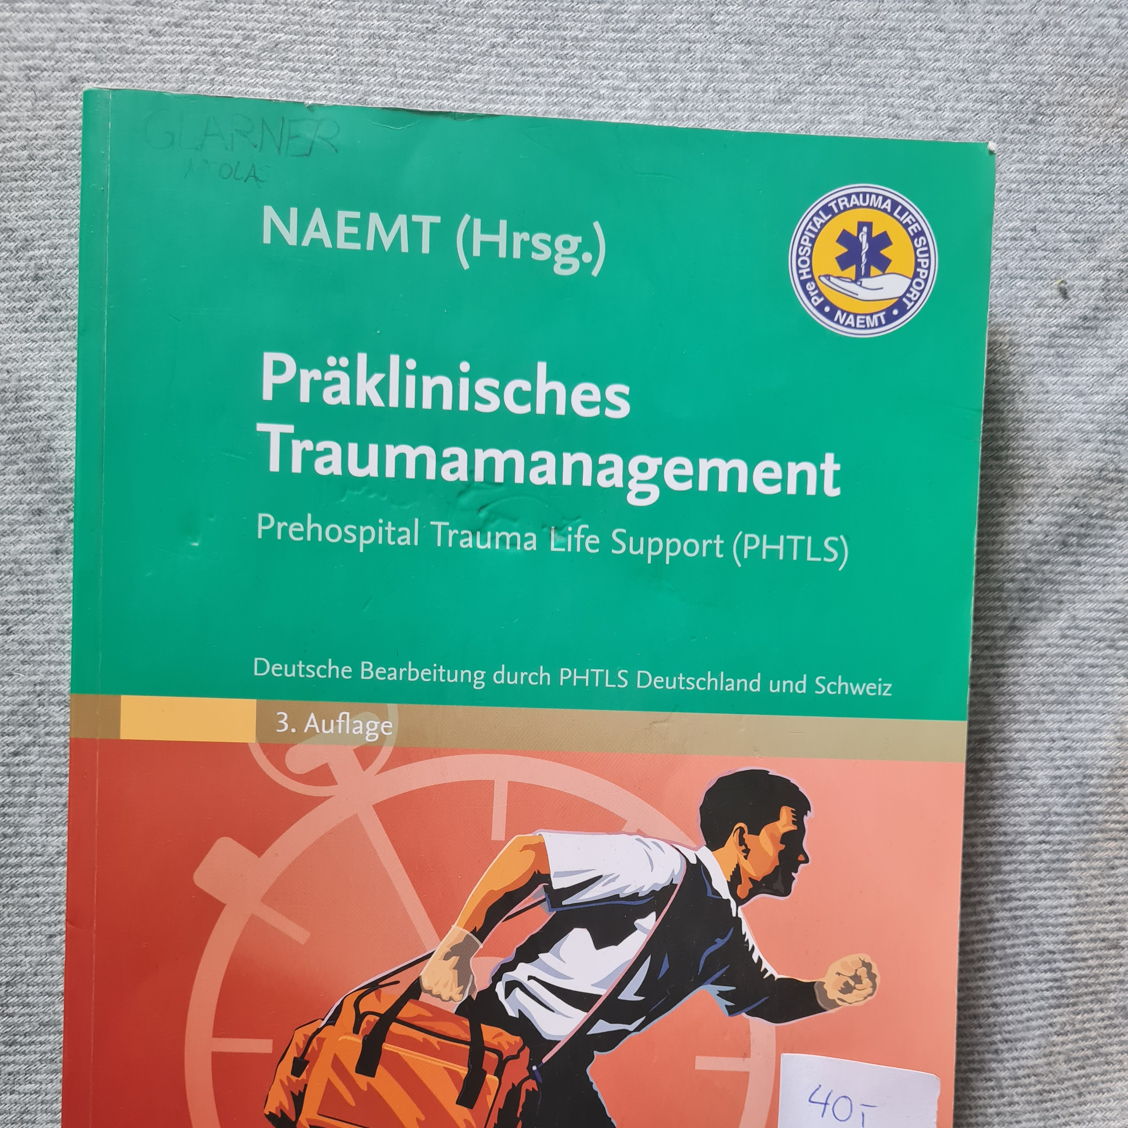 GLARNER
NAEMT (Hrsg.)
Pre HOSPITAL TRAUMA LIFE SUPPORT
• NAEMT •
Präklinisches
Traumamanagement
Prehospital Trauma Life Support (PHTLS)
Deutsche Bearbeitung durch PHTLS Deutschland und Schweiz
3. Auflage
40,-